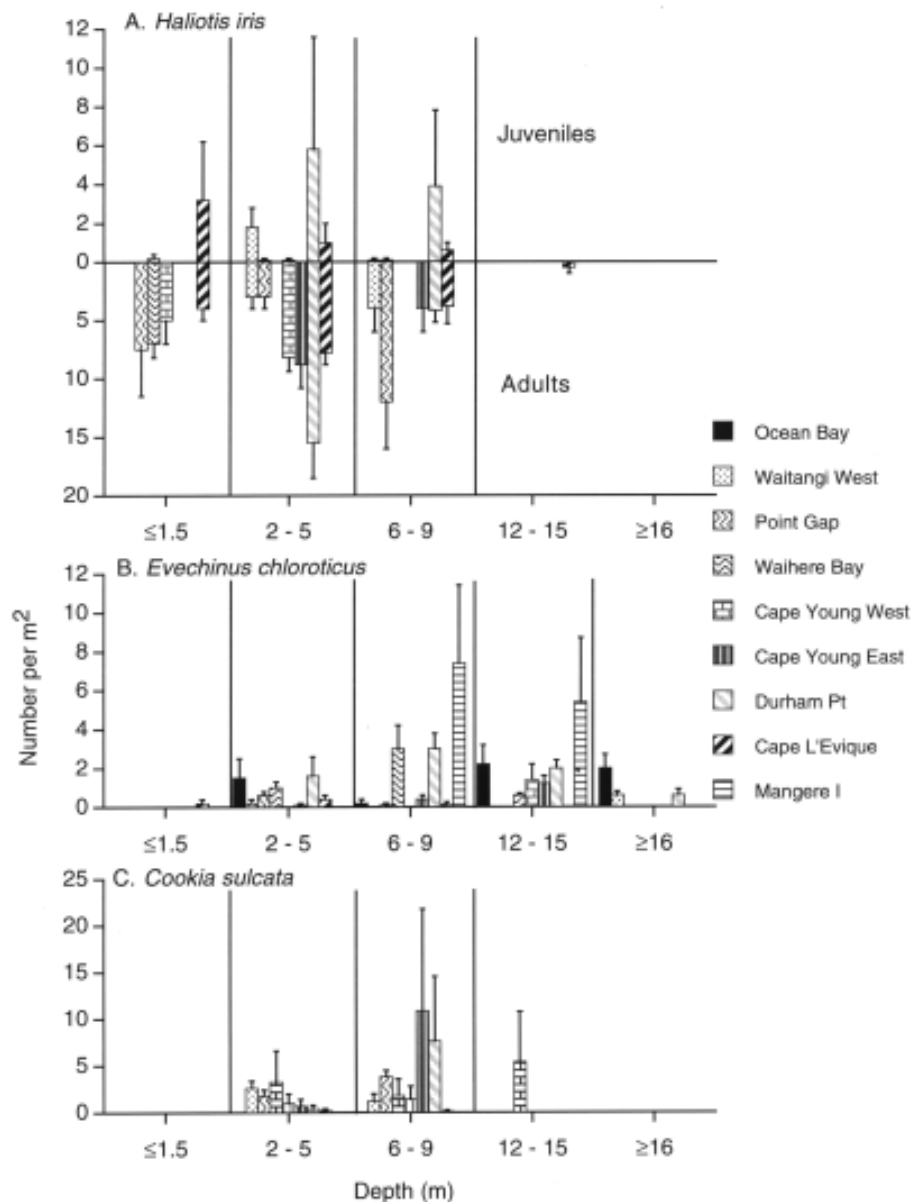 A. Haliotis iris
12
10
8
6
4
2
0
5
10
15
20
Juveniles
Adults
≤1.5 2 - 5 6 - 9 12 - 15 ≥16
Ocean Bay
Waitangi West
Point Gap
Waihere Bay
Cape Young West
Cape Young East
Durham Pt
Cape L'Evique
Mangere I
B. Evechinus chloroticus
Number per m²
12
10
8
6
4
2
0
≤1.5 2 - 5 6 - 9 12 - 15 ≥16
C. Cookia sulcata
25
20
15
10
5
0
≤1.5 2 - 5 6 - 9 12 - 15 ≥16
Depth (m)